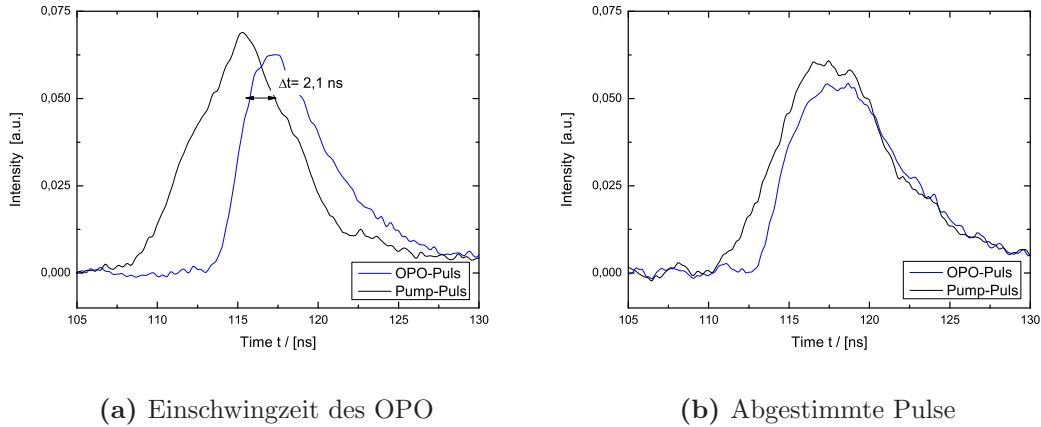 0,075
0,050
0,025
0,000
Intensity [a.u.]
Δt= 2,1 ns
OPO-Puls
Pump-Puls
105 110 115 120 125 130
Time t / [ns]
(a) Einschwingzeit des OPO
0,075
0,050
0,025
0,000
Intensity [a.u.]
OPO-Puls
Pump-Puls
105 110 115 120 125 130
Time t / [ns]
(b) Abgestimmte Pulse